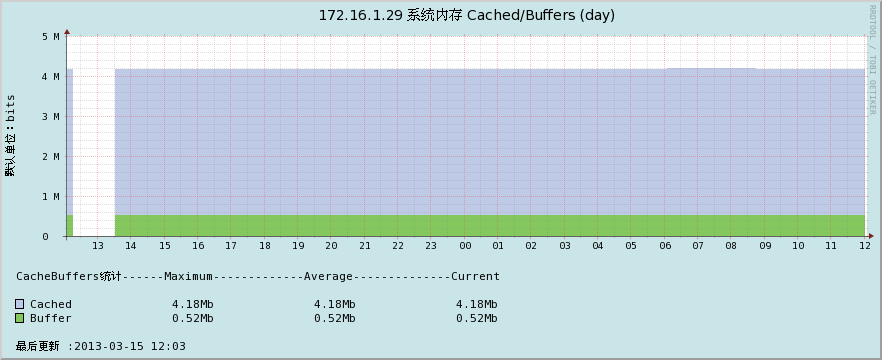 172.16.1.29 系统内存 Cached/Buffers (day)
RRDTOOL / TOBI OETIKER
默认单位：bits
5 M
4 M
3 M
2 M
1 M
0
13 14 15 16 17 18 19 20 21 22 23 00 01 02 03 04 05 06 07 08 09 10 11 12
CacheBuffers统计------Maximum-------------Average--------------Current
Cached 4.18Mb 4.18Mb 4.18Mb
Buffer 0.52Mb 0.52Mb 0.52Mb
最后更新 :2013-03-15 12:03